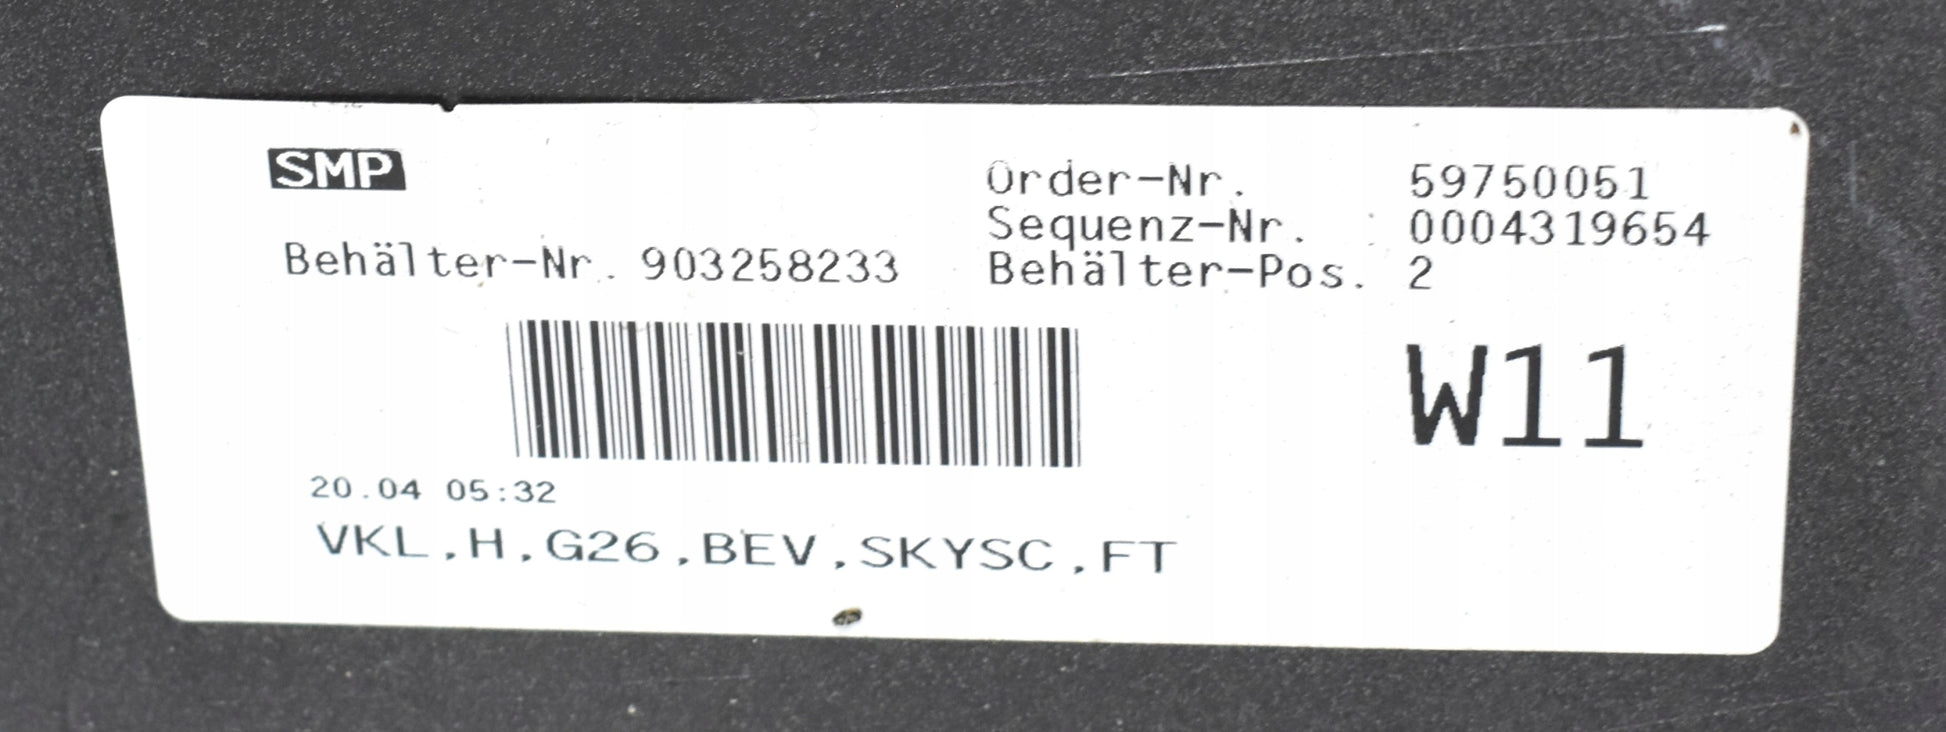 SMP
Order-Nr. 59750051
Sequenz-Nr. : 0004319654
Behälter-Nr. 903258233
Behälter-Pos. 2
W11
20.04 05:32
VKL,H,G26,BEV,SKYSC,FT